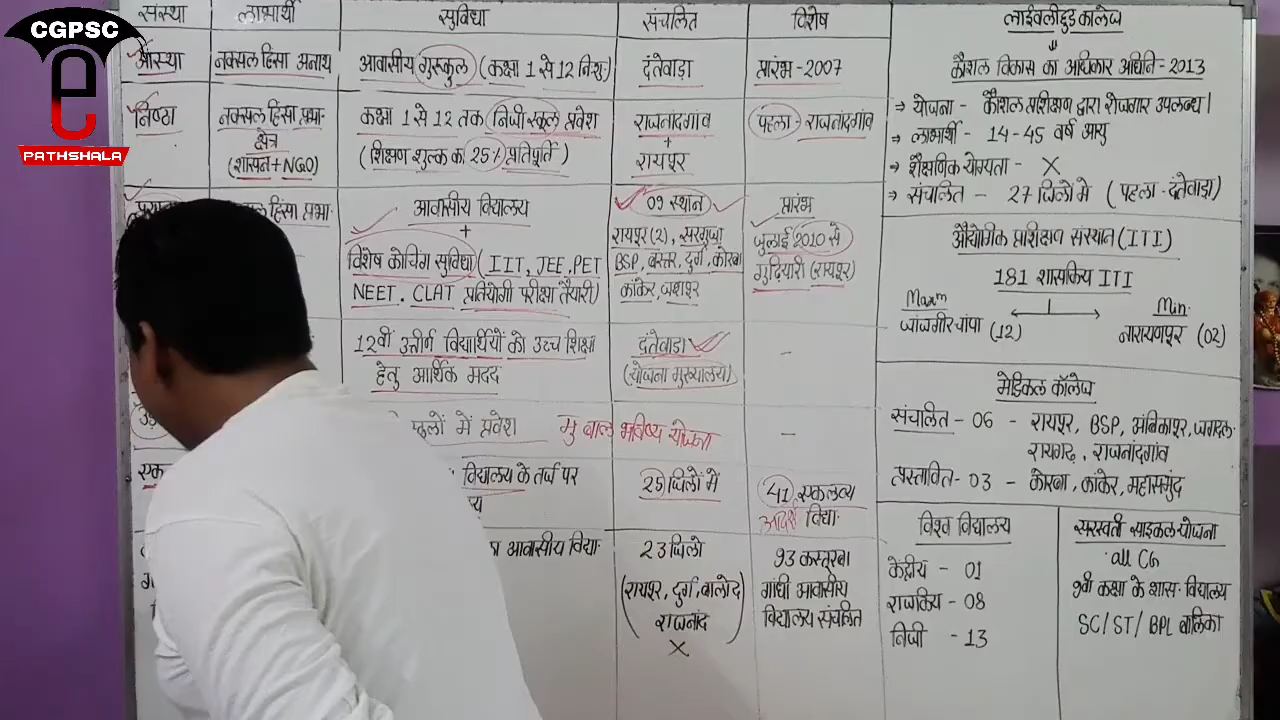 CGPSC
e
PATHSHALA
संस्था लाभार्थी सुविधा संचालित विशेष
आस्था नक्सल हिंसा अनाथ आवासीय गुरुकुल (कक्षा 1 से 12 निशु.) दंतेवाड़ा प्रारंभ - 2007
निष्ठा नक्सल हिंसा प्रभा. क्षेत्र (शासन + NGO)
कक्षा 1 से 12 तक निजी स्कूल प्रवेश
(शिक्षण शुल्क का 25% प्रतिपूर्ति)
राजनांदगांव
+
रायपुर
पहला - राजनांदगांव
हिंसा प्रभा.
आवासीय विद्यालय
+
विशेष कोचिंग सुविधा (IIT, JEE, PET
NEET, CLAT प्रतियोगी परीक्षा तैयारी)
09 स्थान
रायपुर (2), सरगुजा
BSP, बस्तर, दुर्ग, कोरबा
कांकेर, जशपुर
प्रारंभ
जुलाई 2010 से
गुढ़ियारी (रायपुर)
12वीं उत्तीर्ण विद्यार्थियों को उच्च शिक्षा
हेतु आर्थिक मदद
दंतेवाड़ा
(योजना मुख्यालय)
-
में प्रवेश मु बाल भविष्य योजना -
एक
विद्यालय के तर्ज पर
25 जिलों में
41 एकलव्य
आदर्श विद्या.
आवासीय विद्या.
23 जिलों
(रायपुर, दुर्ग, बालोद
राजनांद)
X
93 कस्तूरबा
गांधी आवासीय
विद्यालय संचलित
लाईवलीहुड कालेज
⇓
कौशल विकास का अधिकार अधिनि - 2013
→ योजना - कौशल प्रशिक्षण द्वारा रोजगार उपलब्ध।
→ लाभार्थी - 14-45 वर्ष आयु
→ शैक्षणिक योग्यता - X
→ संचलित - 27 जिलों में (पहला - दंतेवाड़ा)
औद्योगिक प्रशिक्षण संस्थान (ITI)
181 शासकिय ITI
Maxm Min.
जांजगीर चांपा (12) नारायणपुर (02)
मेडिकल कॉलेज
संचलित - 06 - रायपुर, BSP, अंबिकापुर, जगदल.
रायगढ़, राजनांदगांव
प्रस्तावित - 03 - कोरबा, कांकेर, महासमुंद
विश्व विद्यालय
केंद्रीय - 01
राजकिय - 08
निजी - 13
सरस्वती साइकल योजना
all CG
9वी कक्षा के शास. विद्यालय
SC/ST/BPL बालिका